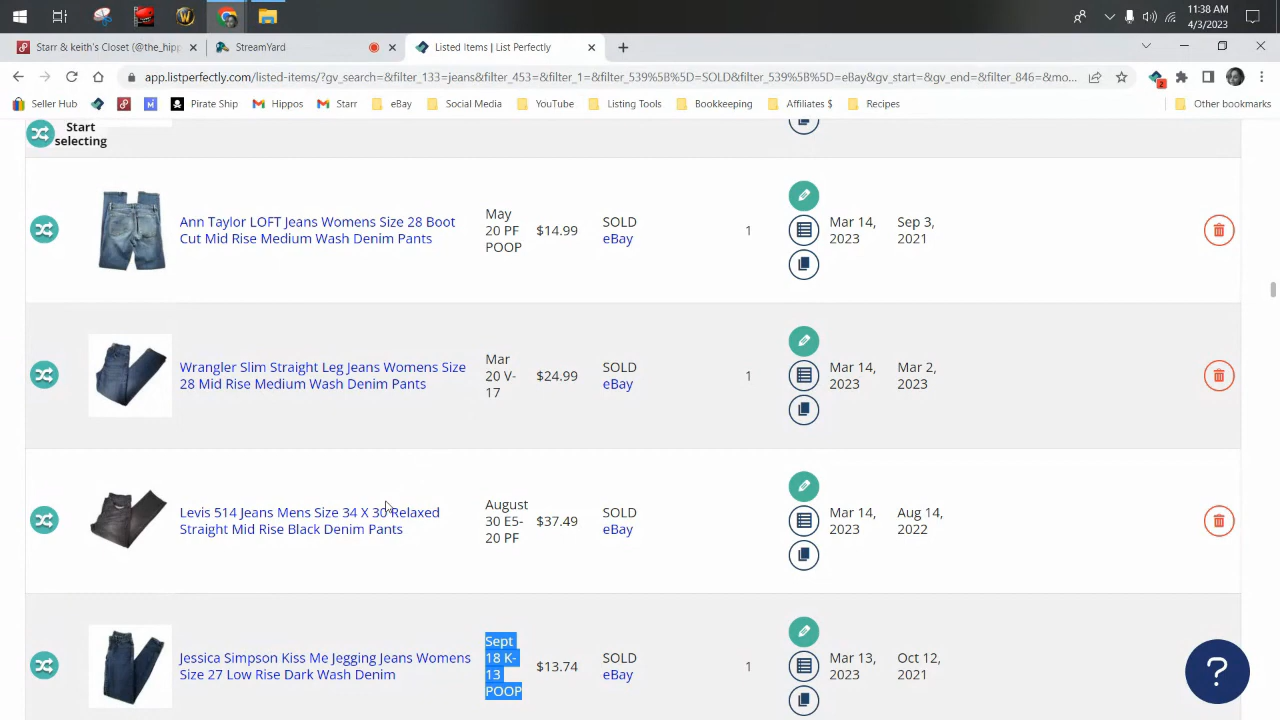 11:38 AM
4/3/2023
Starr & keith's Closet (@the_hipp
StreamYard
Listed Items | List Perfectly
app.listperfectly.com/listed-items/?gv_search=&filter_133=jeans&filter_453=&filter_1=&filter_539%5B%5D=SOLD&filter_539%5B%5D=eBay&gv_start=&gv_end=&filter_846=&mo...
2
Seller Hub
Pirate Ship
Hippos
Starr
eBay
Social Media
YouTube
Listing Tools
Bookkeeping
Affiliates $
Recipes
Other bookmarks
Start
selecting
Ann Taylor LOFT Jeans Womens Size 28 Boot
Cut Mid Rise Medium Wash Denim Pants
May
20 PF
POOP
$14.99
SOLD
eBay
1
Mar 14,
2023
Sep 3,
2021
Wrangler Slim Straight Leg Jeans Womens Size
28 Mid Rise Medium Wash Denim Pants
Mar
20 V-
17
$24.99
SOLD
eBay
1
Mar 14,
2023
Mar 2,
2023
Levis 514 Jeans Mens Size 34 X 30 Relaxed
Straight Mid Rise Black Denim Pants
August
30 E5-
20 PF
$37.49
SOLD
eBay
Mar 14,
2023
Aug 14,
2022
Jessica Simpson Kiss Me Jegging Jeans Womens
Size 27 Low Rise Dark Wash Denim
Sept
18 K-
13
POOP
$13.74
SOLD
eBay
1
Mar 13,
2023
Oct 12,
2021
?